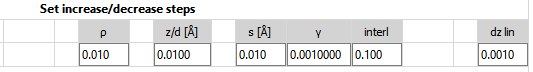 Set increase/decrease steps
ρ z/d [Å] s [Å] γ interl dz lin
0.010 0.0100 0.010 0.0010000 0.100 0.0010